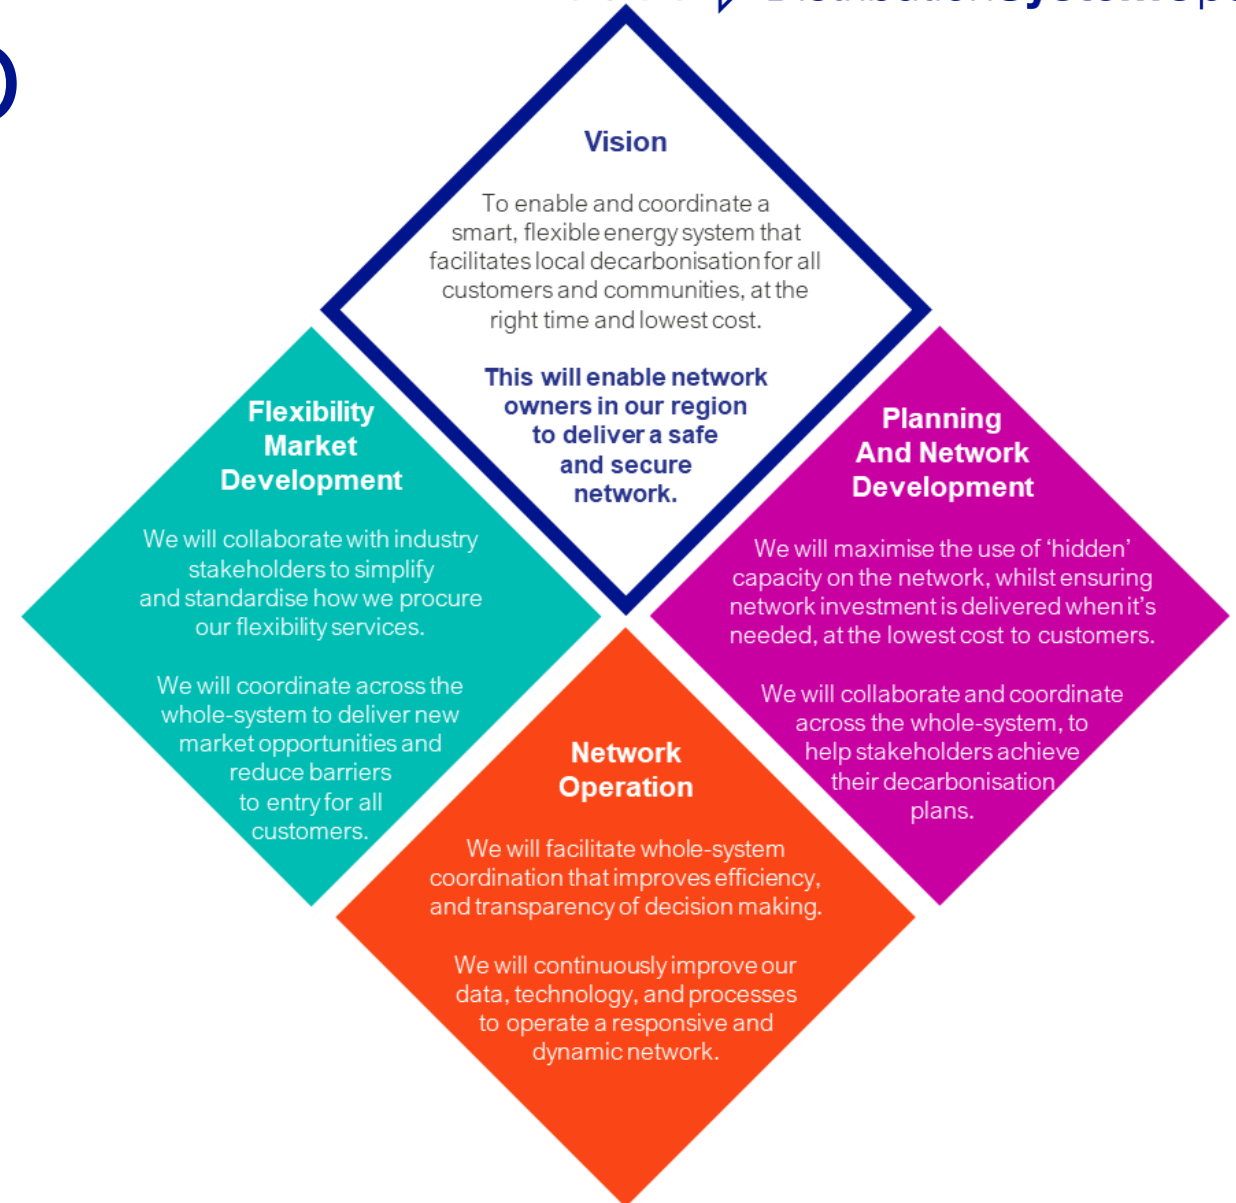 Vision
To enable and coordinate a
smart, flexible energy system that
facilitates local decarbonisation for all
customers and communities, at the
right time and lowest cost.
This will enable network
owners in our region
to deliver a safe
and secure
network.
Flexibility
Market
Development
We will collaborate with industry
stakeholders to simplify
and standardise how we procure
our flexibility services.
We will coordinate across the
whole-system to deliver new
market opportunities and
reduce barriers
to entry for all
customers.
Planning
And Network
Development
We will maximise the use of ‘hidden’
capacity on the network, whilst ensuring
network investment is delivered when it’s
needed, at the lowest cost to customers.
We will collaborate and coordinate
across the whole-system, to
help stakeholders achieve
their decarbonisation
plans.
Network
Operation
We will facilitate whole-system
coordination that improves efficiency,
and transparency of decision making.
We will continuously improve our
data, technology, and processes
to operate a responsive and
dynamic network.